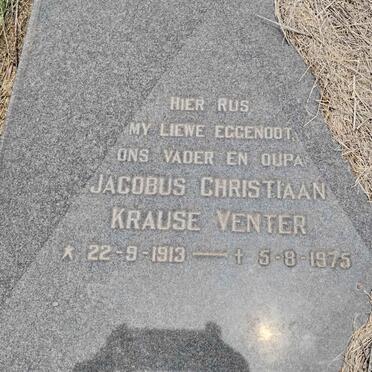 HIER RUS
MY LIEWE EGGENOOT,
ONS VADER EN OUPA
JACOBUS CHRISTIAAN
KRAUSE VENTER
* 22-9-1913 — † 5-8-1975